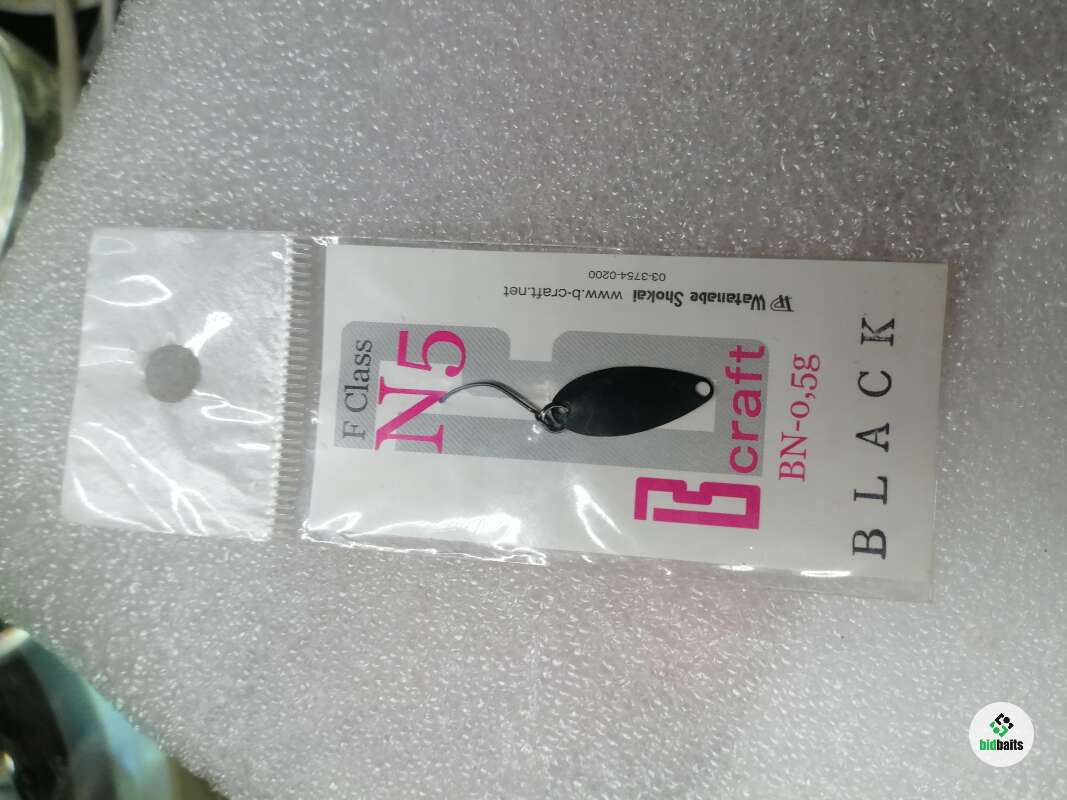 F Class
N5
B craft
BN-0,5g
BLACK
Watanabe Shokai www.b-craft.net
03-3754-0200
bidbaits